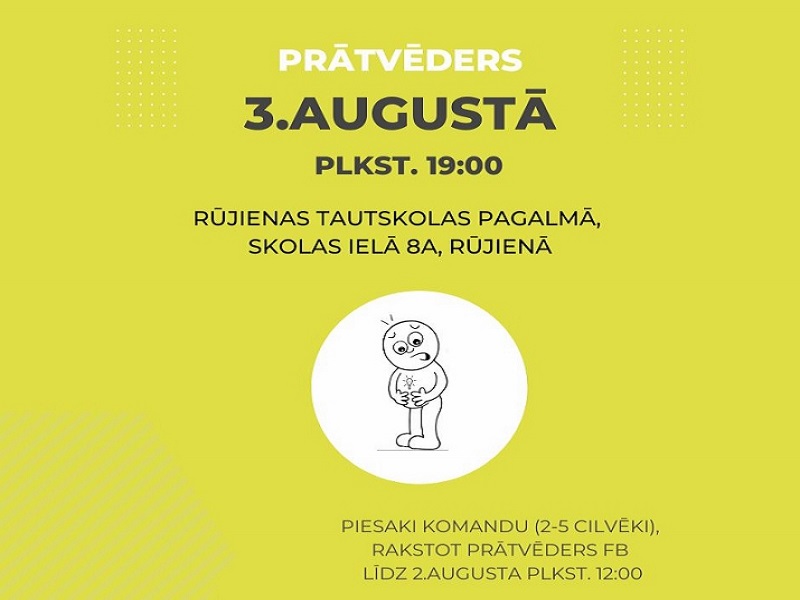 PRĀTVĒDERS
3.AUGUSTĀ
PLKST. 19:00
RŪJIENAS TAUTSKOLAS PAGALMĀ,
SKOLAS IELĀ 8A, RŪJIENĀ
PIESAKI KOMANDU (2-5 CILVĒKI),
RAKSTOT PRĀTVĒDERS FB
LĪDZ 2.AUGUSTA PLKST. 12:00